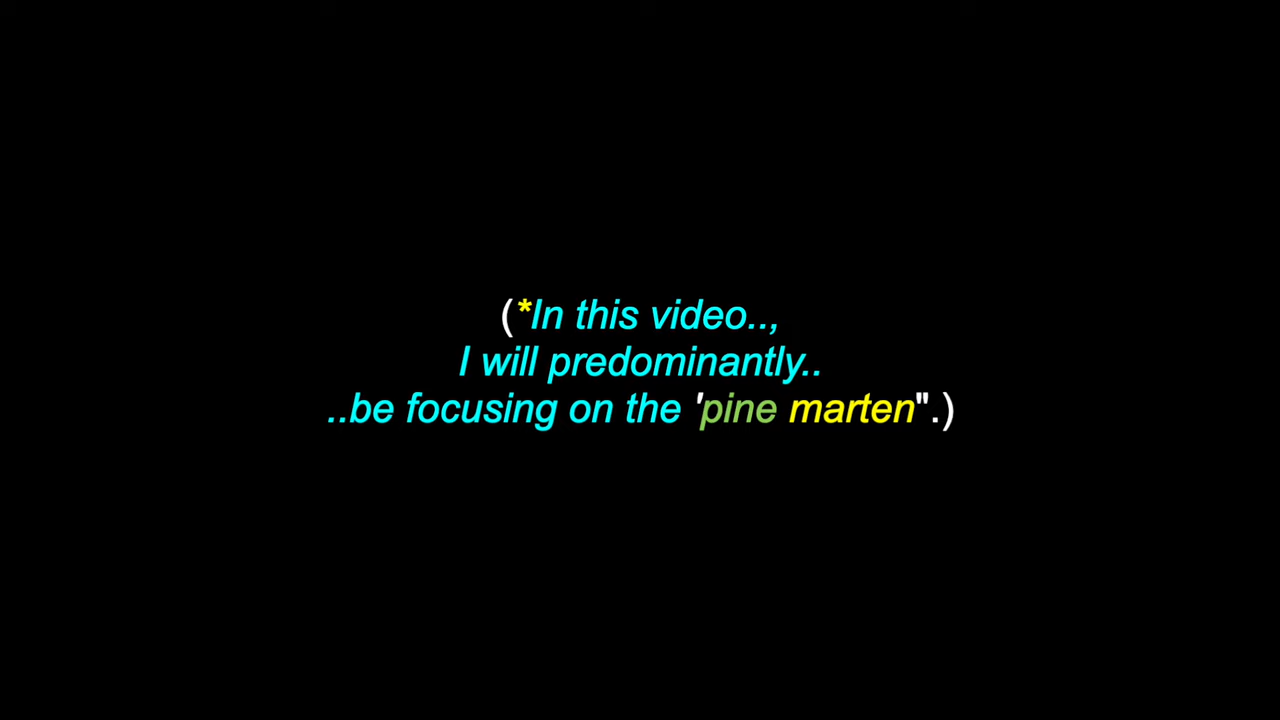 (*In this video..,
I will predominantly..
..be focusing on the 'pine marten".)